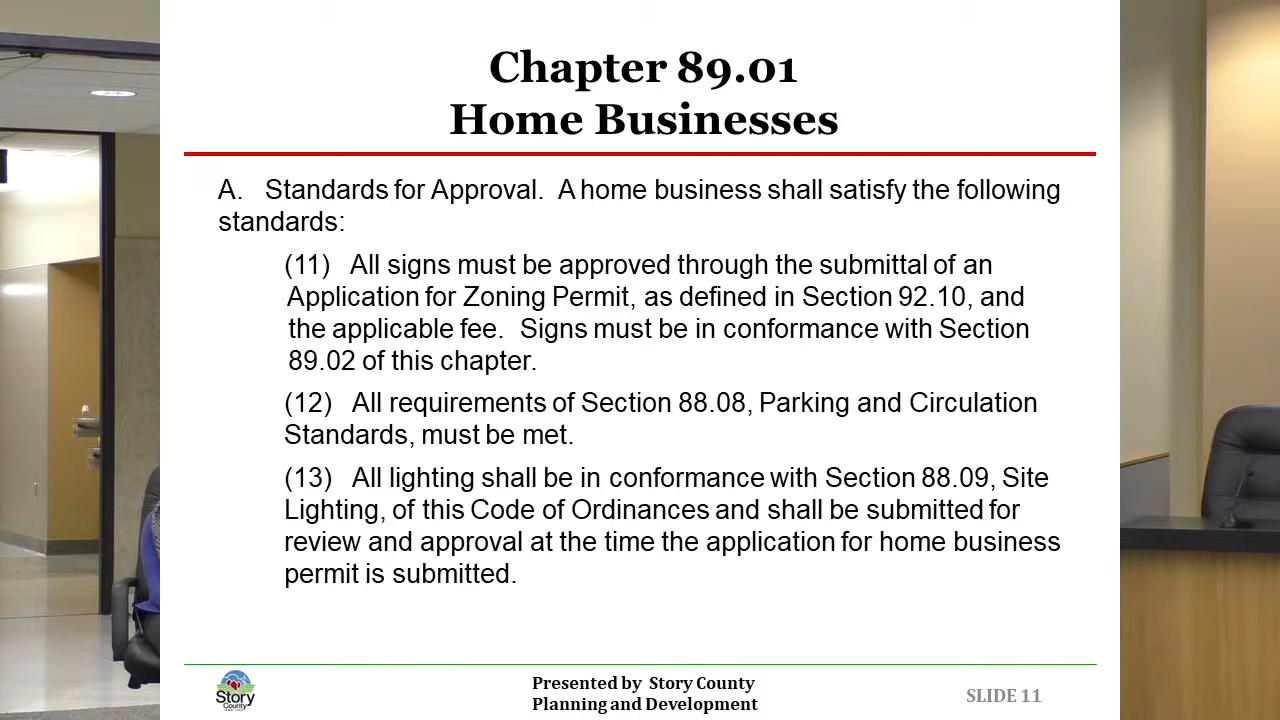 Chapter 89.01
Home Businesses
A. Standards for Approval. A home business shall satisfy the following
standards:
(11) All signs must be approved through the submittal of an
Application for Zoning Permit, as defined in Section 92.10, and
the applicable fee. Signs must be in conformance with Section
89.02 of this chapter.
(12) All requirements of Section 88.08, Parking and Circulation
Standards, must be met.
(13) All lighting shall be in conformance with Section 88.09, Site
Lighting, of this Code of Ordinances and shall be submitted for
review and approval at the time the application for home business
permit is submitted.
Story
County
Presented by Story County
Planning and Development
SLIDE 11